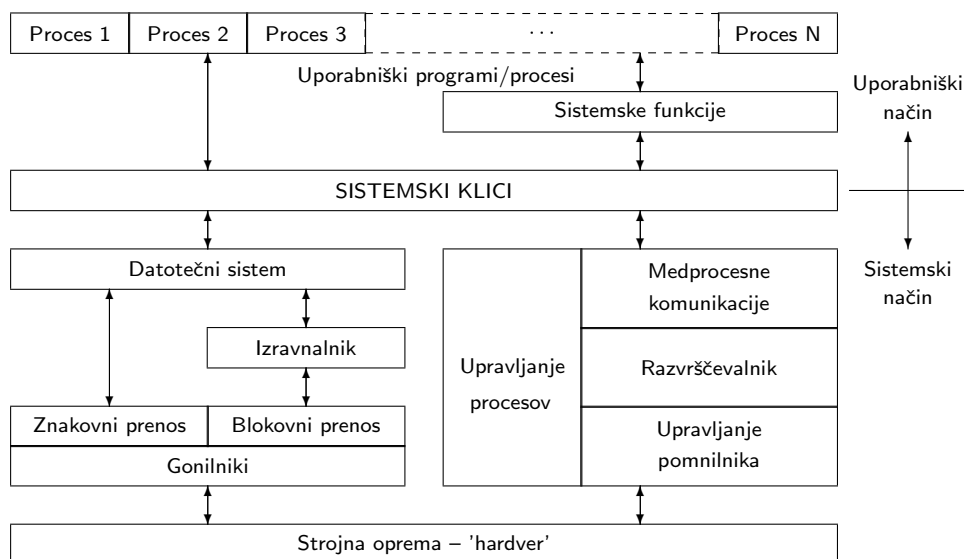 Proces 1 Proces 2 Proces 3 ... Proces N
Uporabniški programi/procesi
Sistemske funkcije
Uporabniški
način
SISTEMSKI KLICI
Datotečni sistem
Medprocesne
komunikacije
Sistemski
način
Izravnalnik
Upravljanje
procesov
Razvrščevalnik
Znakovni prenos Blokovni prenos
Gonilniki
Upravljanje
pomnilnika
Strojna oprema – 'hardver'